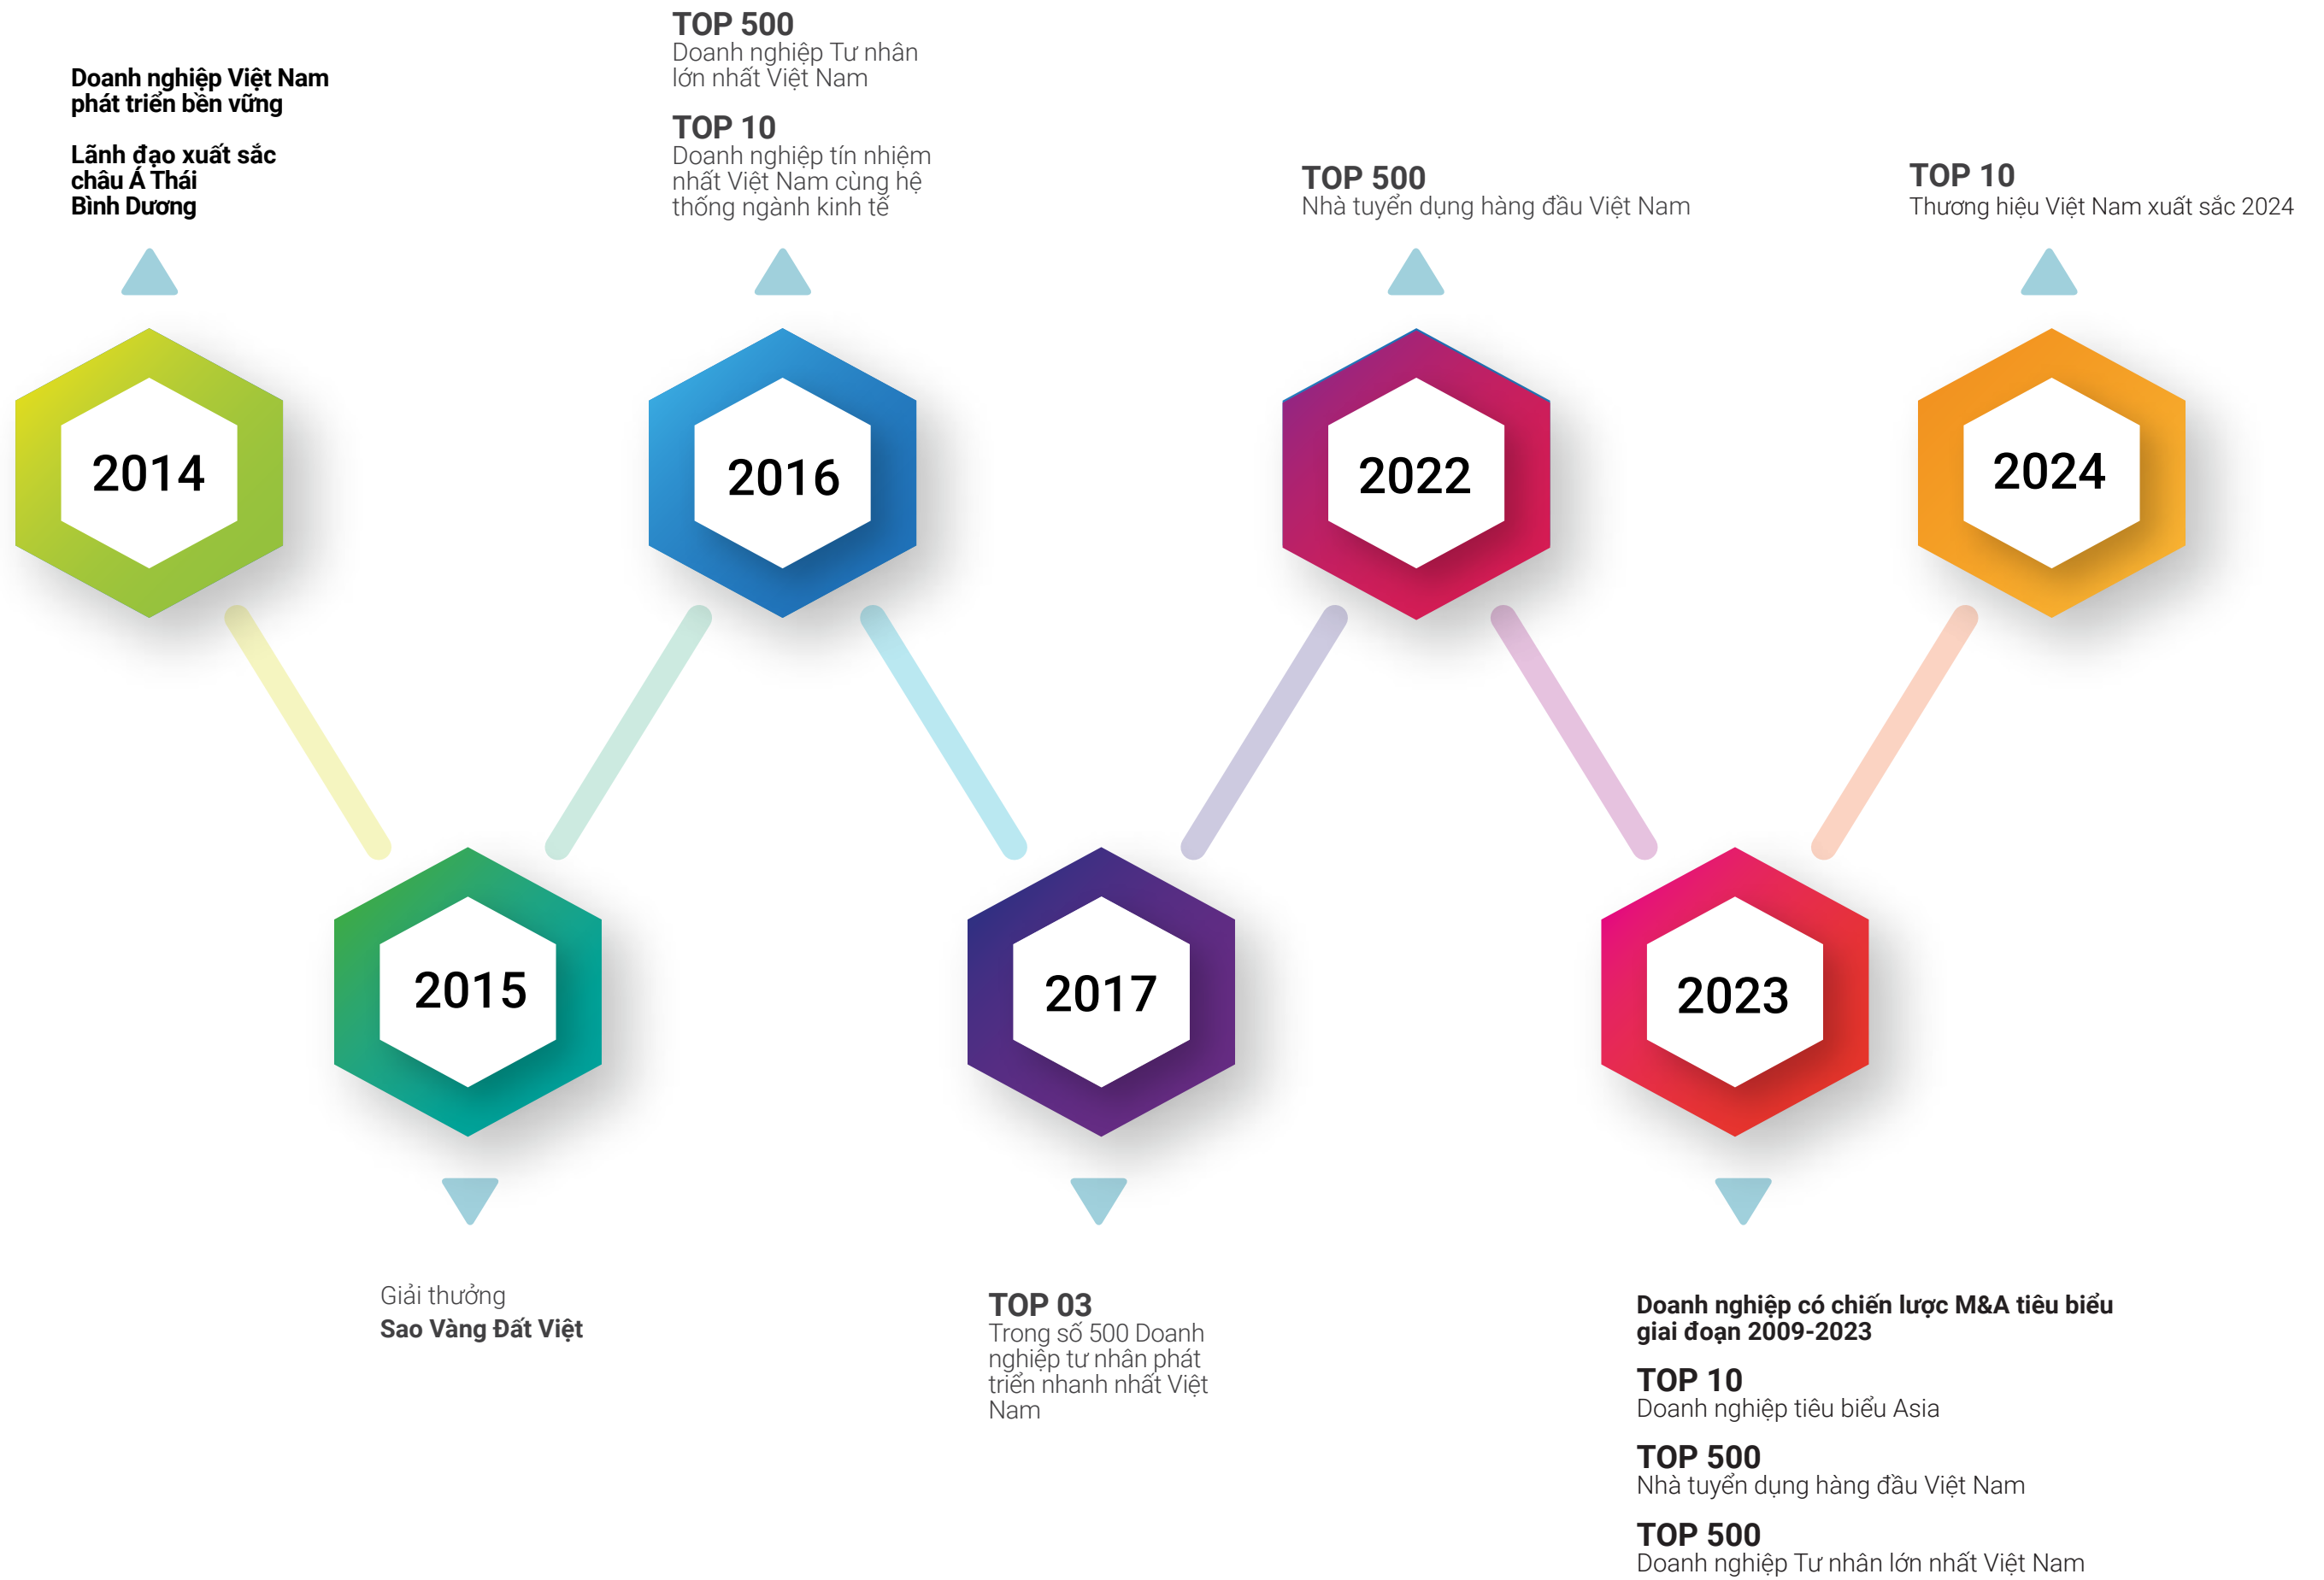 Doanh nghiệp Việt Nam
phát triển bền vững
Lãnh đạo xuất sắc
châu Á Thái
Bình Dương
2014
Giải thưởng
Sao Vàng Đất Việt
2015
TOP 500
Doanh nghiệp Tư nhân
lớn nhất Việt Nam
TOP 10
Doanh nghiệp tín nhiệm
nhất Việt Nam cùng hệ
thống ngành kinh tế
2016
2017
TOP 03
Trong số 500 Doanh
nghiệp tư nhân phát
triển nhanh nhất Việt
Nam
TOP 500
Nhà tuyển dụng hàng đầu Việt Nam
2022
2023
Doanh nghiệp có chiến lược M&A tiêu biểu
giai đoạn 2009-2023
TOP 10
Doanh nghiệp tiêu biểu Asia
TOP 500
Nhà tuyển dụng hàng đầu Việt Nam
TOP 500
Doanh nghiệp Tư nhân lớn nhất Việt Nam
TOP 10
Thương hiệu Việt Nam xuất sắc 2024
2024